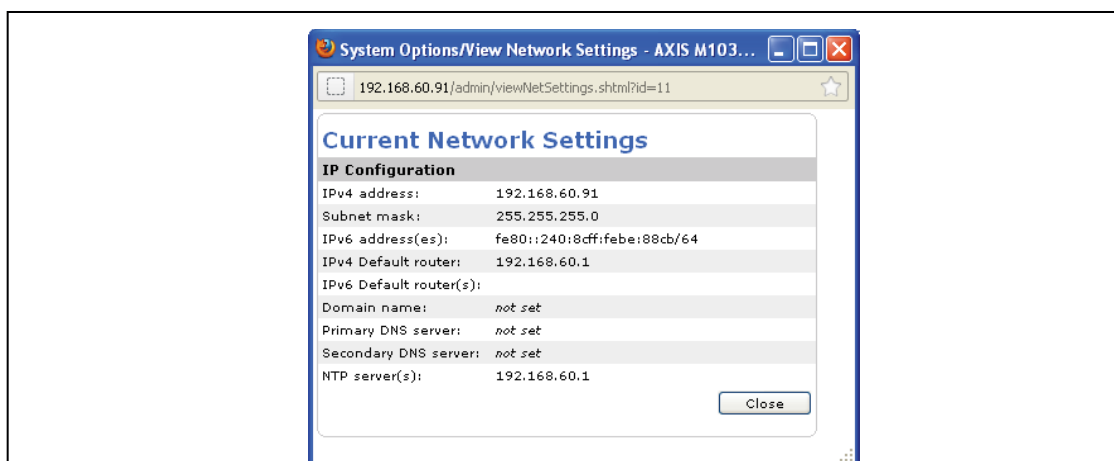 System Options/View Network Settings - AXIS M103...
192.168.60.91/admin/viewNetSettings.shtml?id=11
Current Network Settings
IP Configuration
IPv4 address: 192.168.60.91
Subnet mask: 255.255.255.0
IPv6 address(es): fe80::240:8cff:febe:88cb/64
IPv4 Default router: 192.168.60.1
IPv6 Default router(s):
Domain name: not set
Primary DNS server: not set
Secondary DNS server: not set
NTP server(s): 192.168.60.1
Close